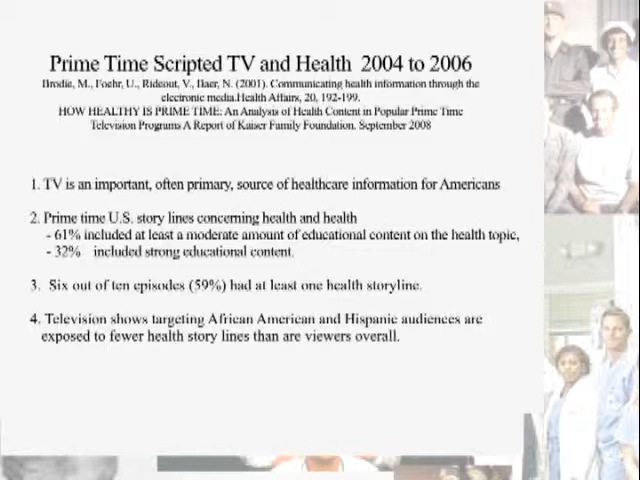 Prime Time Scripted TV and Health 2004 to 2006
Brodie, M., Foehr, U., Rideout, V., Baer, N. (2001). Communicating health information through the
electronic media.Health Affairs, 20, 192-199.
HOW HEALTHY IS PRIME TIME: An Analysis of Health Content in Popular Prime Time
Television Programs A Report of Kaiser Family Foundation. September 2008
1. TV is an important, often primary, source of healthcare information for Americans
2. Prime time U.S. story lines concerning health and health
- 61% included at least a moderate amount of educational content on the health topic,
- 32% included strong educational content.
3. Six out of ten episodes (59%) had at least one health storyline.
4. Television shows targeting African American and Hispanic audiences are
exposed to fewer health story lines than are viewers overall.